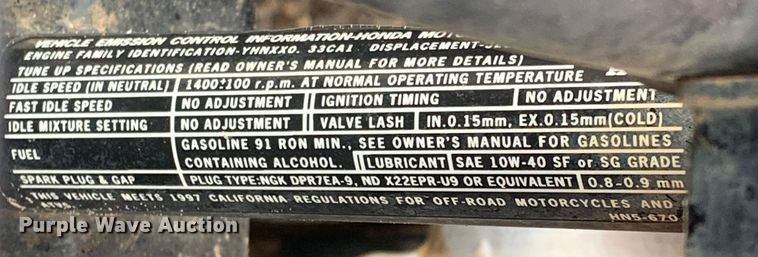 VEHICLE EMISSION CONTROL INFORMATION-HONDA
ENGINE FAMILY IDENTIFICATION-VHNXX0. 33CA1 DISPLACEMENT-
TUNE UP SPECIFICATIONS (READ OWNER'S MANUAL FOR MORE DETAILS)
IDLE SPEED (IN NEUTRAL) 1400±100 r.p.m. AT NORMAL OPERATING TEMPERATURE
FAST IDLE SPEED NO ADJUSTMENT IGNITION TIMING NO ADJUSTMENT
IDLE MIXTURE SETTING NO ADJUSTMENT VALVE LASH IN.0.15mm, EX.0.15mm(COLD)
FUEL GASOLINE 91 RON MIN., SEE OWNER'S MANUAL FOR GASOLINES
CONTAINING ALCOHOL. LUBRICANT SAE 10W-40 SF or SG GRADE
SPARK PLUG & GAP PLUG TYPE:NGK DPR7EA-9, ND X22EPR-U9 OR EQUIVALENT 0.8-0.9 mm
THIS VEHICLE MEETS 1997 CALIFORNIA REGULATIONS FOR OFF-ROAD MOTORCYCLES AND
ATVS
HN5-670
Purple Wave Auction